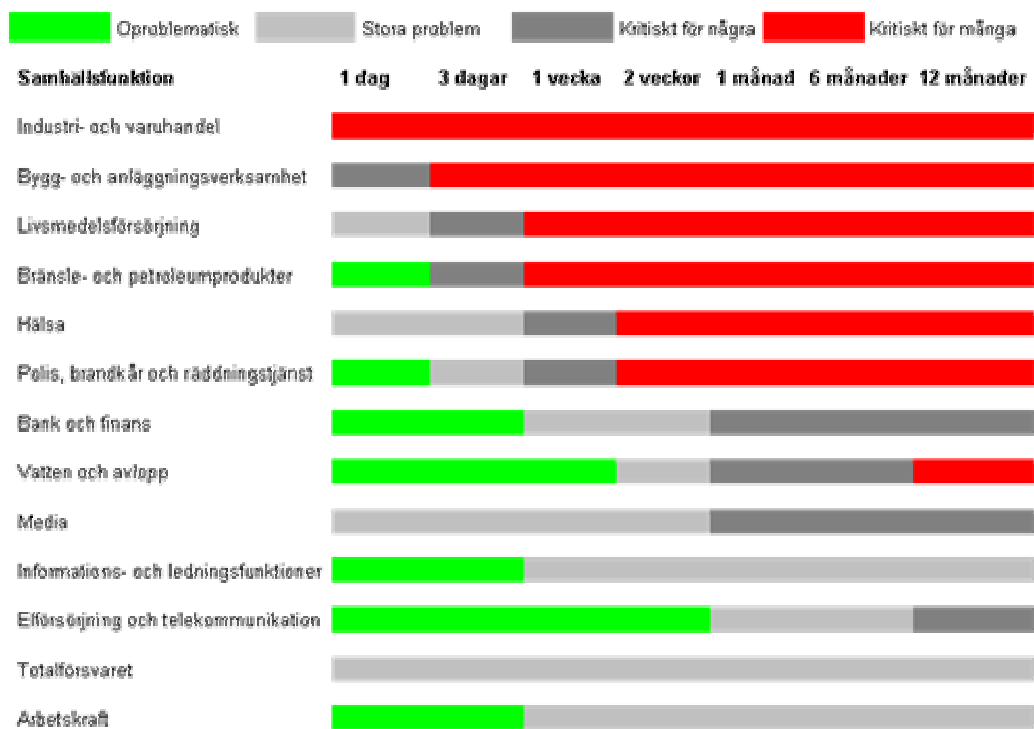 Oproblematisk Stora problem Kritiskt för några Kritiskt för många
Samhällsfunktion 1 dag 3 dagar 1 vecka 2 veckor 1 månad 6 månader 12 månader
Industri- och varuhandel
Bygg- och anläggningsverksamhet
Livsmedelsförsörjning
Bränsle- och petroleumprodukter
Hälsa
Polis, brandkår och räddningstjänst
Bank och finans
Vatten och avlopp
Media
Informations- och ledningsfunktioner
Elförsörjning och telekommunikation
Totalförsvaret
Arbetskraft